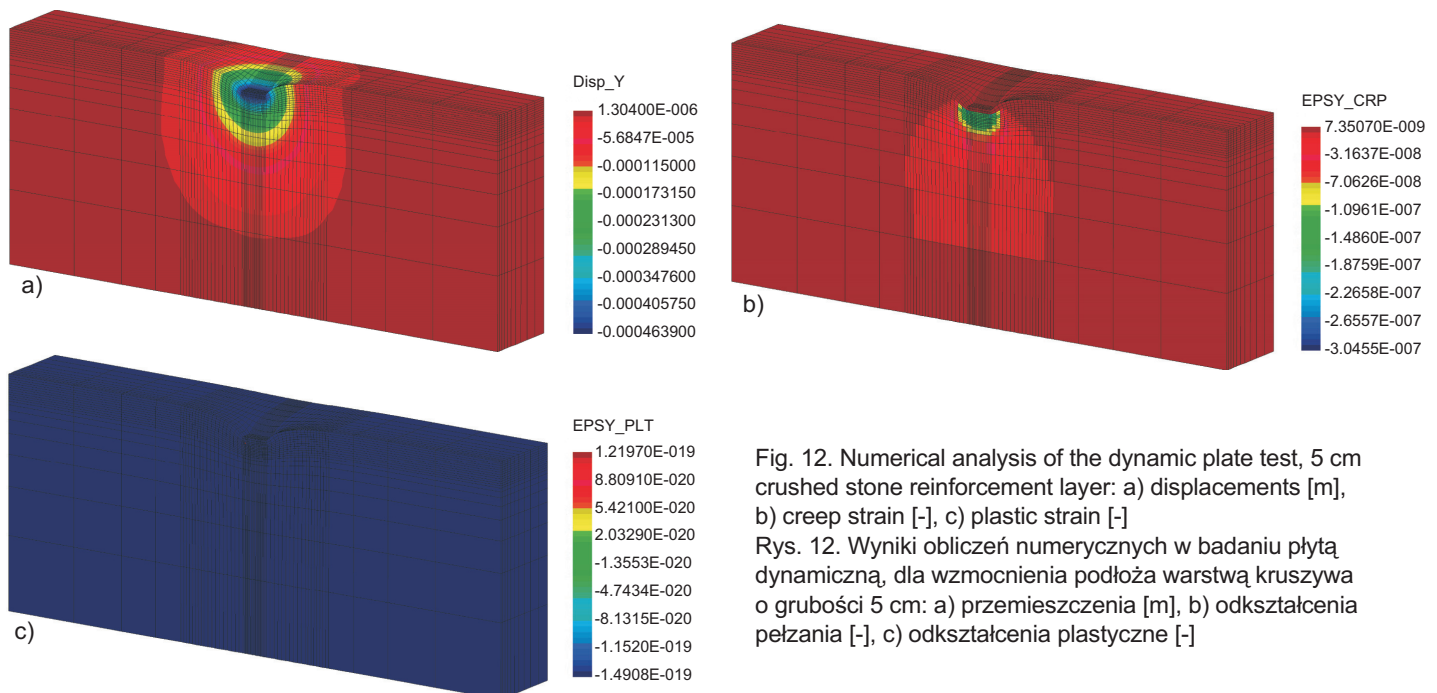 Disp_Y
1.30400E-006
-5.6847E-005
-0.000115000
-0.000173150
-0.000231300
-0.000289450
-0.000347600
-0.000405750
-0.000463900
a)
EPSY_CRP
7.35070E-009
-3.1637E-008
-7.0626E-008
-1.0961E-007
-1.4860E-007
-1.8759E-007
-2.2658E-007
-2.6557E-007
-3.0455E-007
b)
EPSY_PLT
1.21970E-019
8.80910E-020
5.42100E-020
2.03290E-020
-1.3553E-020
-4.7434E-020
-8.1315E-020
-1.1520E-019
-1.4908E-019
c)
Fig. 12. Numerical analysis of the dynamic plate test, 5 cm
crushed stone reinforcement layer: a) displacements [m],
b) creep strain [-], c) plastic strain [-]
Rys. 12. Wyniki obliczeń numerycznych w badaniu płytą
dynamiczną, dla wzmocnienia podłoża warstwą kruszywa
o grubości 5 cm: a) przemieszczenia [m], b) odkształcenia
pełzania [-], c) odkształcenia plastyczne [-]